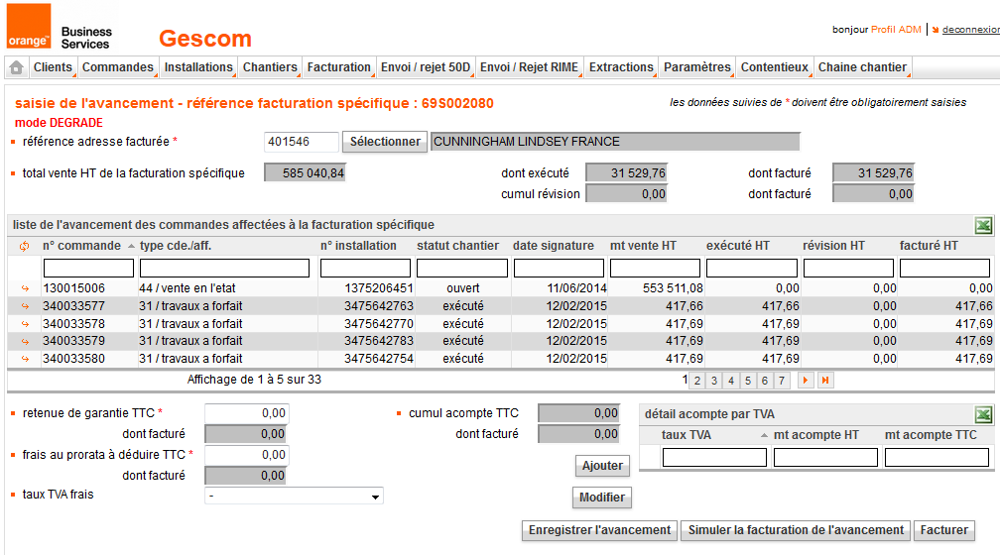 orange™ Business Services
Gescom
bonjour Profil ADM | deconnexion
Clients Commandes Installations Chantiers Facturation Envoi / rejet 50D Envoi / Rejet RIME Extractions Paramètres Contentieux Chaine chantier
saisie de l'avancement - référence facturation spécifique : 69S002080
les données suivies de * doivent être obligatoirement saisies
mode DEGRADE
référence adresse facturée * 401546 Sélectionner CUNNINGHAM LINDSEY FRANCE
total vente HT de la facturation spécifique 585 040,84 dont exécuté 31 529,76 dont facturé 31 529,76
cumul révision 0,00 dont facturé 0,00
liste de l'avancement des commandes affectées à la facturation spécifique
n° commande type cde./aff. n° installation statut chantier date signature mt vente HT exécuté HT révision HT facturé HT
130015006 44 / vente en l'etat 1375206451 ouvert 11/06/2014 553 511,08 0,00 0,00 0,00
340033577 31 / travaux a forfait 3475642763 exécuté 12/02/2015 417,66 417,66 0,00 417,66
340033578 31 / travaux a forfait 3475642770 exécuté 12/02/2015 417,69 417,69 0,00 417,69
340033579 31 / travaux a forfait 3475642783 exécuté 12/02/2015 417,69 417,69 0,00 417,69
340033580 31 / travaux a forfait 3475642754 exécuté 12/02/2015 417,69 417,69 0,00 417,69
Affichage de 1 à 5 sur 33 1 2 3 4 5 6 7
retenue de garantie TTC * 0,00 cumul acompte TTC 0,00 détail acompte par TVA
dont facturé 0,00 dont facturé 0,00 taux TVA mt acompte HT mt acompte TTC
frais au prorata à déduire TTC * 0,00
dont facturé 0,00 Ajouter
taux TVA frais - Modifier
Enregistrer l'avancement Simuler la facturation de l'avancement Facturer